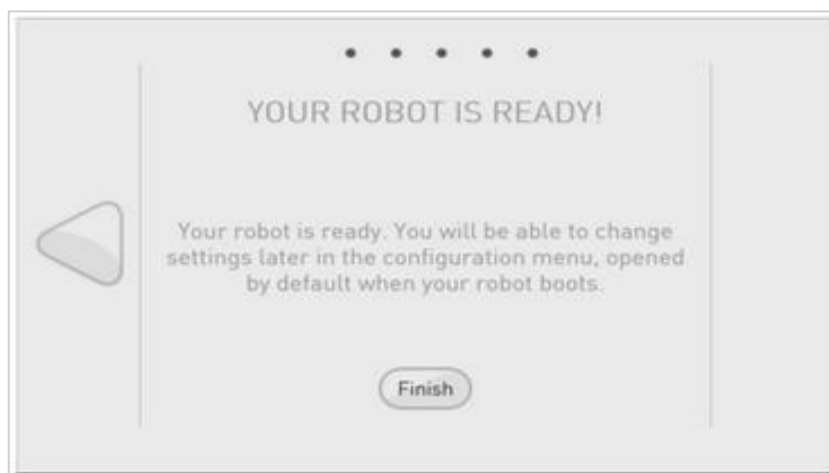 YOUR ROBOT IS READY!
Your robot is ready. You will be able to change
settings later in the configuration menu, opened
by default when your robot boots.
Finish